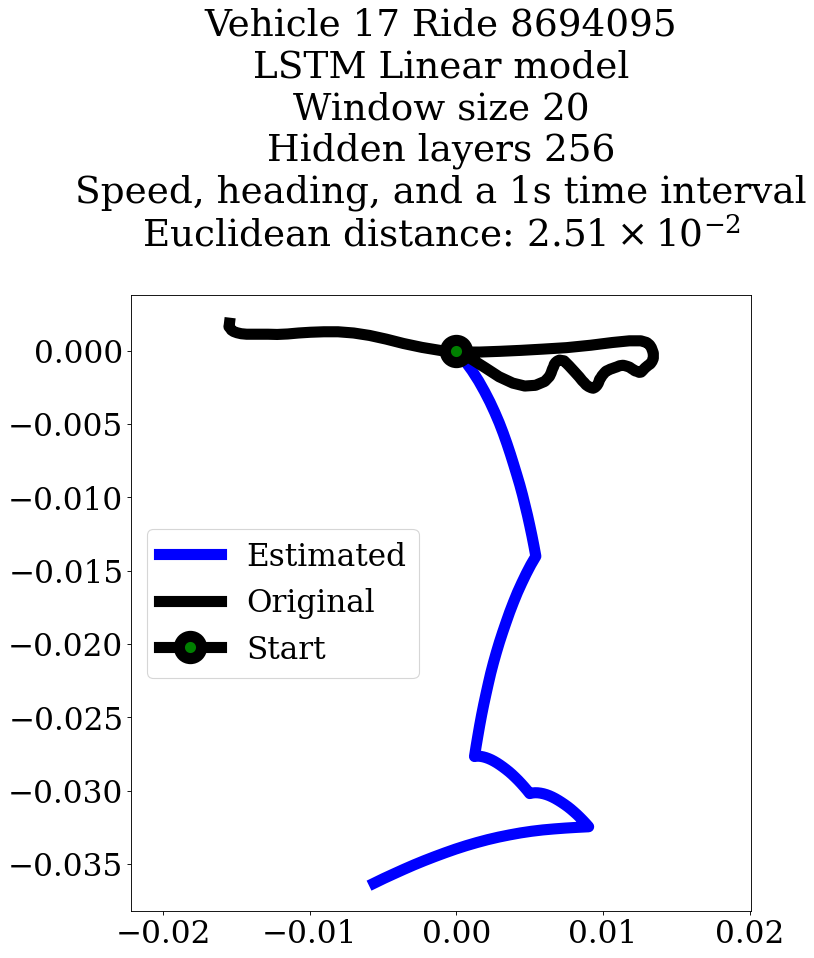 Vehicle 17 Ride 8694095
LSTM Linear model
Window size 20
Hidden layers 256
Speed, heading, and a 1s time interval
Euclidean distance: 2.51 × 10⁻²
0.000
−0.005
−0.010
−0.015
−0.020
−0.025
−0.030
−0.035
Estimated
Original
Start
−0.02 −0.01 0.00 0.01 0.02